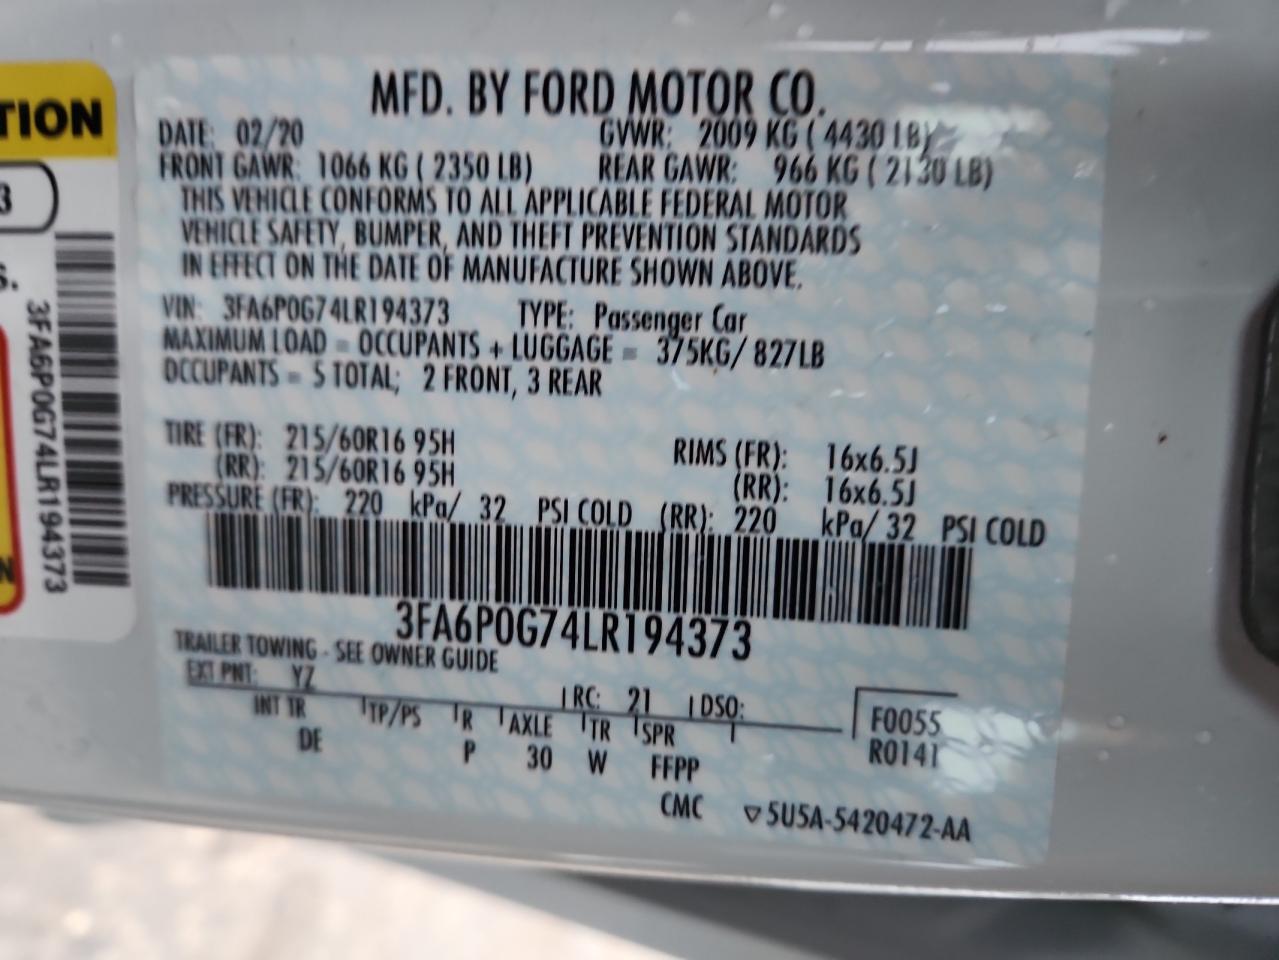 TION
3
S.
3FA6P0G74LR194373
N
MFD. BY FORD MOTOR CO.
DATE: 02/20 GVWR: 2009 KG ( 4430 LB)
FRONT GAWR: 1066 KG ( 2350 LB) REAR GAWR: 966 KG ( 2130 LB)
THIS VEHICLE CONFORMS TO ALL APPLICABLE FEDERAL MOTOR
VEHICLE SAFETY, BUMPER, AND THEFT PREVENTION STANDARDS
IN EFFECT ON THE DATE OF MANUFACTURE SHOWN ABOVE.
VIN: 3FA6P0G74LR194373 TYPE: Passenger Car
MAXIMUM LOAD = OCCUPANTS + LUGGAGE = 375KG/ 827LB
OCCUPANTS = 5 TOTAL; 2 FRONT, 3 REAR
TIRE (FR): 215/60R16 95H RIMS (FR): 16x6.5J
(RR): 215/60R16 95H (RR): 16x6.5J
PRESSURE (FR): 220 kPa/ 32 PSI COLD (RR): 220 kPa/ 32 PSI COLD
3FA6P0G74LR194373
TRAILER TOWING - SEE OWNER GUIDE
EXT PNT: YZ RC: 21 DSO: F0055
INT TR TP/PS R AXLE TR SPR R0141
DE P 30 W FFPP
CMC ▽5U5A-5420472-AA